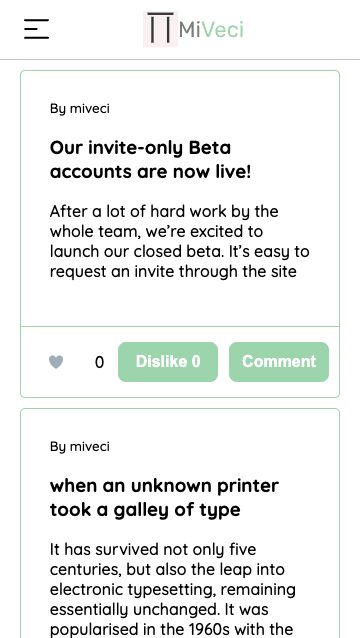 MiVeci
By miveci
Our invite-only Beta
accounts are now live!
After a lot of hard work by the
whole team, we’re excited to
launch our closed beta. It’s easy to
request an invite through the site
0
Dislike 0
Comment
By miveci
when an unknown printer
took a galley of type
It has survived not only five
centuries, but also the leap into
electronic typesetting, remaining
essentially unchanged. It was
popularised in the 1960s with the